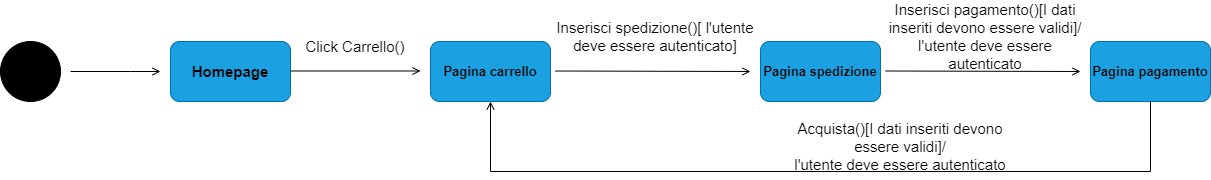 Homepage
Click Carrello()
Pagina carrello
Inserisci spedizione()[ l'utente
deve essere autenticato]
Pagina spedizione
Inserisci pagamento()[I dati
inseriti devono essere validi]/
l'utente deve essere
autenticato
Pagina pagamento
Acquista()[I dati inseriti devono
essere validi]/
l'utente deve essere autenticato